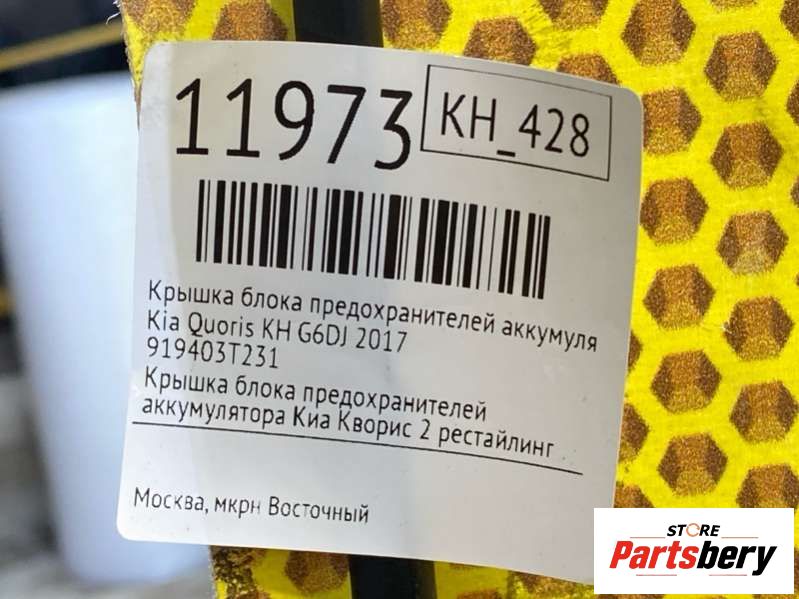 11973
KH_428
Крышка блока предохранителей аккумуля
Kia Quoris KH G6DJ 2017
919403T231
Крышка блока предохранителей
аккумулятора Киа Кворис 2 рестайлинг
Москва, мкрн Восточный
STORE
Partsbery